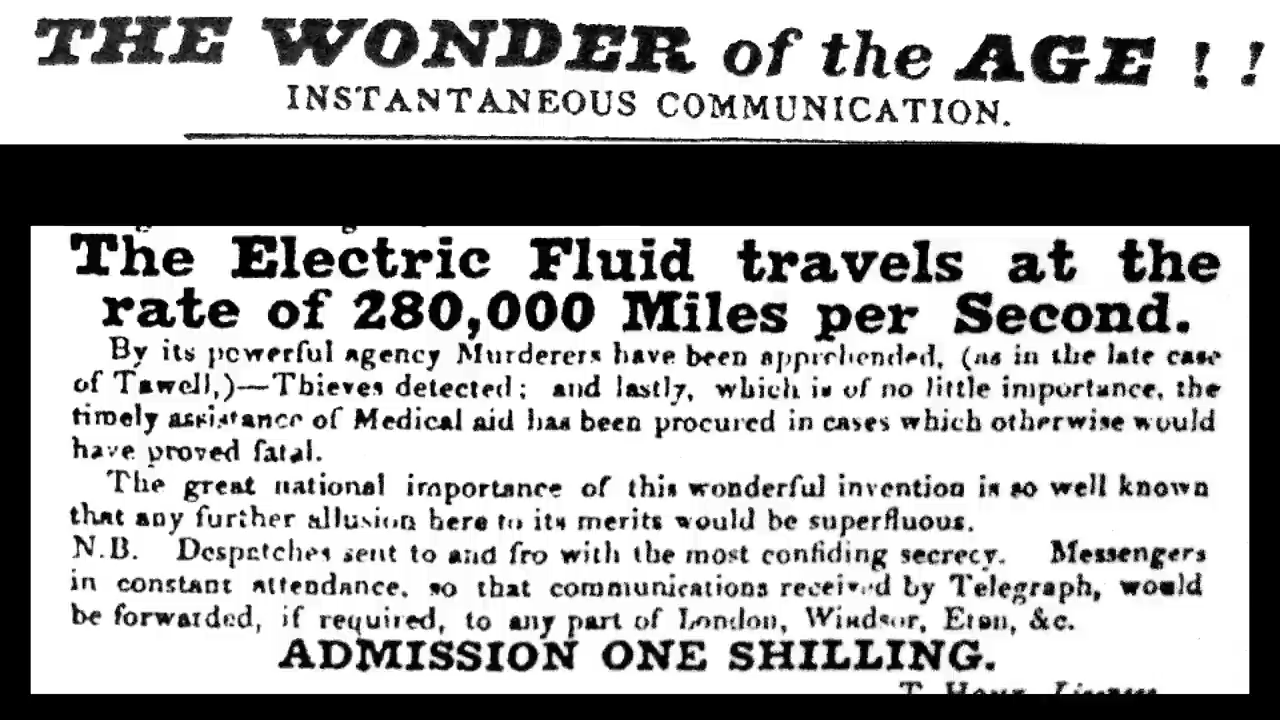 THE WONDER of the AGE ! !
INSTANTANEOUS COMMUNICATION.
The Electric Fluid travels at the
rate of 280,000 Miles per Second.
By its powerful agency Murderers have been apprehended, (as in the late case
of Tawell,)—Thieves detected; and lastly, which is of no little importance, the
timely assistance of Medical aid has been procured in cases which otherwise would
have proved fatal.
The great national importance of this wonderful invention is so well known
that any further allusion here to its merits would be superfluous.
N.B. Despatches sent to and fro with the most confiding secrecy. Messengers
in constant attendance, so that communications received by Telegraph, would
be forwarded, if required, to any part of London, Windsor, Eton, &c.
ADMISSION ONE SHILLING.